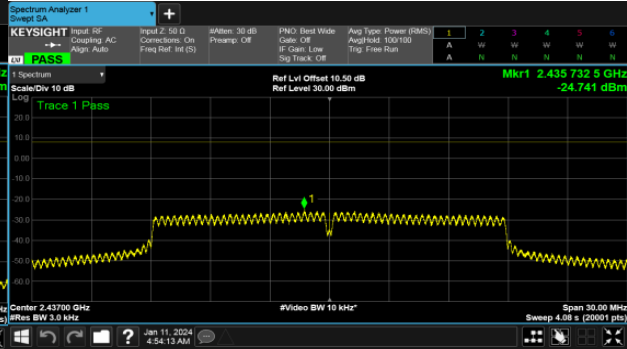 Spectrum Analyzer 1
Swept SA
KEYSIGHT
Input: RF
Coupling: AC
Align: Auto
Input Z: 50 Ω
Corrections: On
Freq Ref: Int (S)
#Atten: 30 dB
Preamp: Off
PNO: Best Wide
Gate: Off
IF Gain: Low
Sig Track: Off
Avg Type: Power (RMS)
Avg|Hold: 100/100
Trig: Free Run
1 2 3 4 5 6
A W W W W W
A N N N N N
LXI PASS
1 Spectrum
Scale/Div 10 dB
Ref Lvl Offset 10.50 dB
Ref Level 30.00 dBm
Mkr1 2.435 732 5 GHz
-24.741 dBm
Log
Trace 1 Pass
20.0
10.0
0.00
-10.0
-20.0
1
-30.0
-40.0
-50.0
-60.0
Center 2.43700 GHz
#Res BW 3.0 kHz
#Video BW 10 kHz*
Span 30.00 MHz
Sweep 4.08 s (20001 pts)
?
Jan 11, 2024
4:54:13 AM